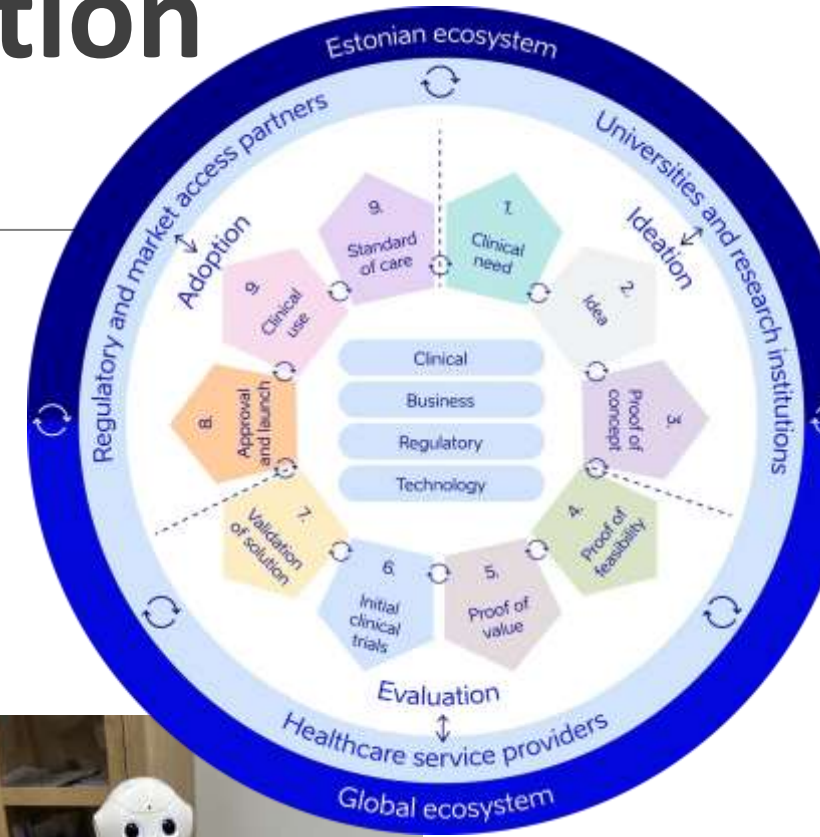 tion
Estonian ecosystem
Universities and research institutions
Regulatory and market access partners
Ideation
Adoption
1.
Clinical
need
2.
Idea
3.
Proof of
concept
4.
Proof of
feasibility
5.
Proof of
value
6.
Initial
clinical
trials
7.
Validation
of solution
8.
Approval
and launch
9.
Clinical
use
9.
Standard
of care
Clinical
Business
Regulatory
Technology
Evaluation
Healthcare service providers
Global ecosystem